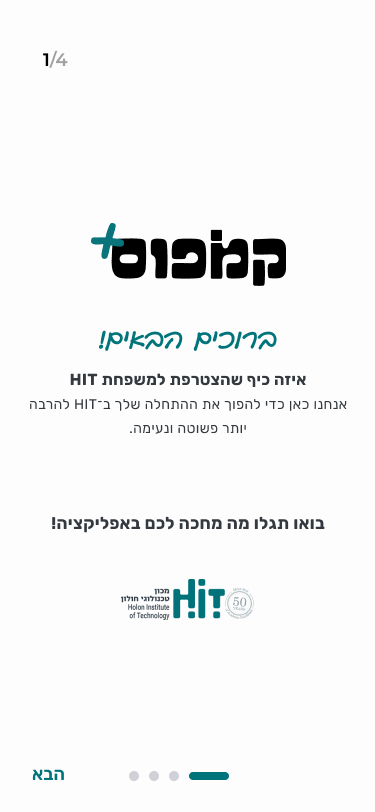 1/4
קמפוס+
ברוכים הבאים!
איזה כיף שהצטרפת למשפחת HIT
אנחנו כאן כדי להפוך את ההתחלה שלך ב־HIT להרבה
יותר פשוטה ונעימה.
בואו תגלו מה מחכה לכם באפליקציה!
מכון
טכנולוגי חולון
Holon Institute
of Technology
HiT
50
YEARS
הבא